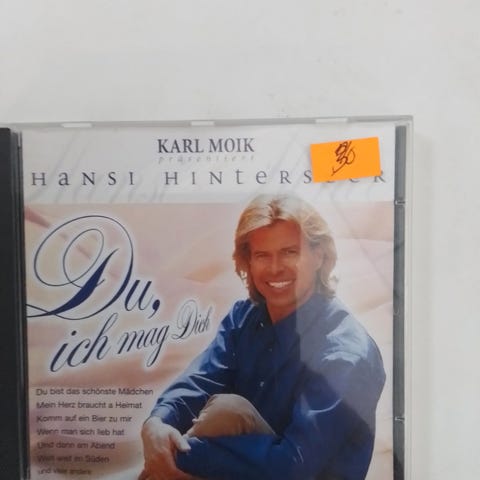 KARL MOIK
präsentiert
HANSI HINTERSEER
Du,
ich mag Dich
Du bist das schönste Mädchen
Mein Herz braucht a Heimat
Komm auf ein Bier zu mir
Wenn man sich lieb hat
Und dann am Abend
Weit weit im Süden
und viele andere